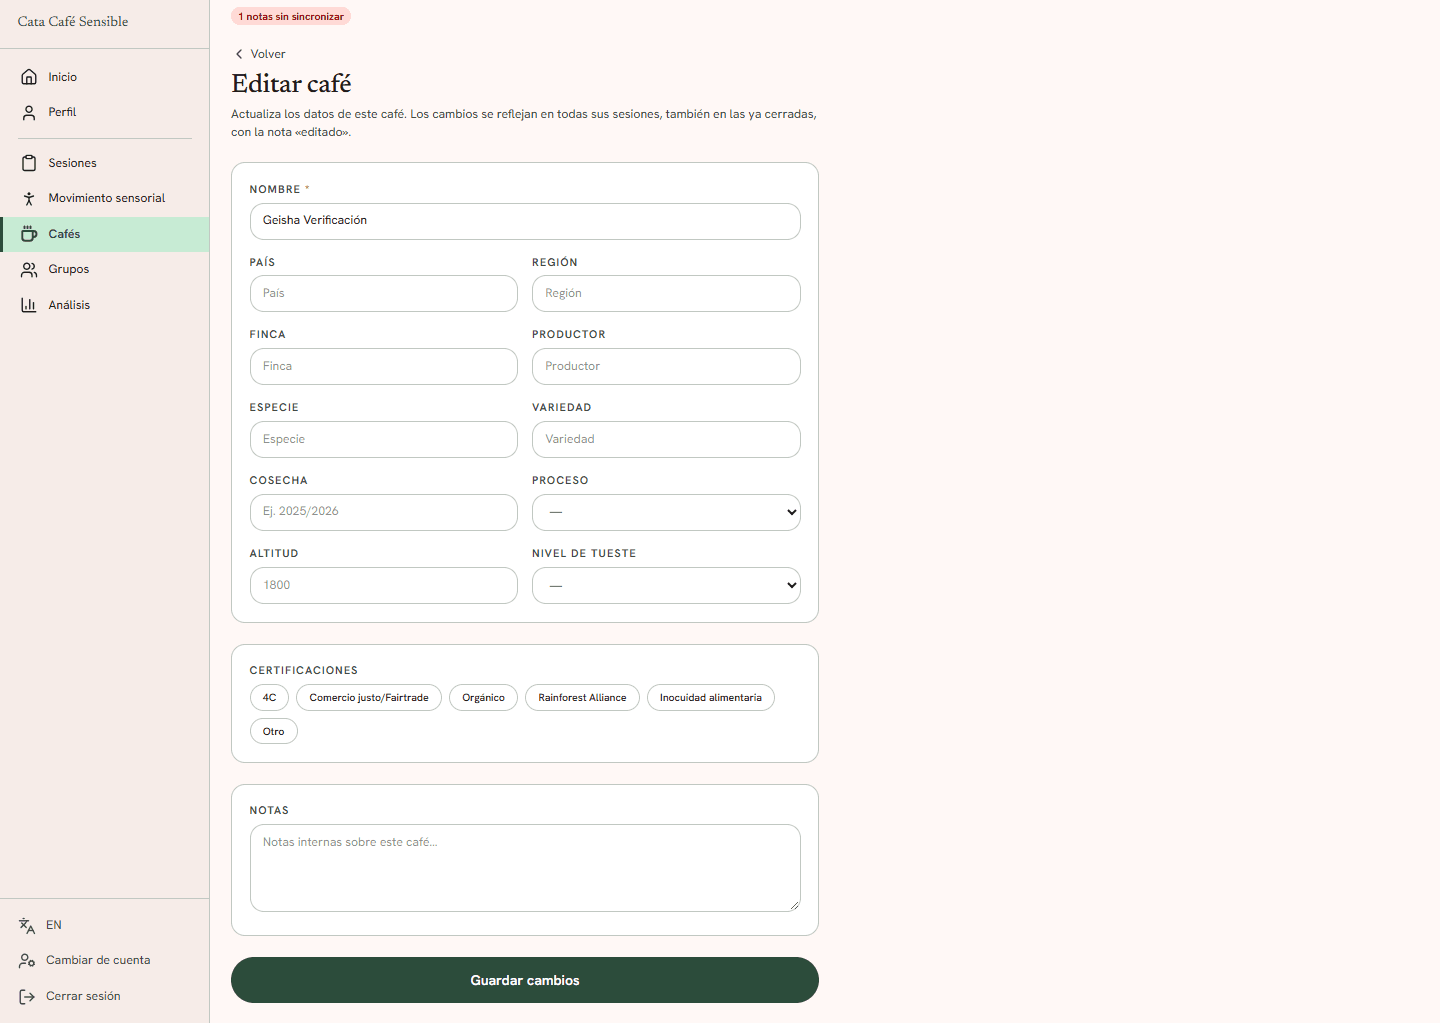 Cata Café Sensible
Inicio
Perfil
Sesiones
Movimiento sensorial
Cafés
Grupos
Análisis
EN
Cambiar de cuenta
Cerrar sesión
1 notas sin sincronizar
Volver
Editar café
Actualiza los datos de este café. Los cambios se reflejan en todas sus sesiones, también en las ya cerradas,
con la nota «editado».
NOMBRE *
Geisha Verificación
PAÍS
REGIÓN
País
Región
FINCA
PRODUCTOR
Finca
Productor
ESPECIE
VARIEDAD
Especie
Variedad
COSECHA
PROCESO
Ej. 2025/2026
—
ALTITUD
NIVEL DE TUESTE
1800
—
CERTIFICACIONES
4C
Comercio justo/Fairtrade
Orgánico
Rainforest Alliance
Inocuidad alimentaria
Otro
NOTAS
Notas internas sobre este café...
Guardar cambios